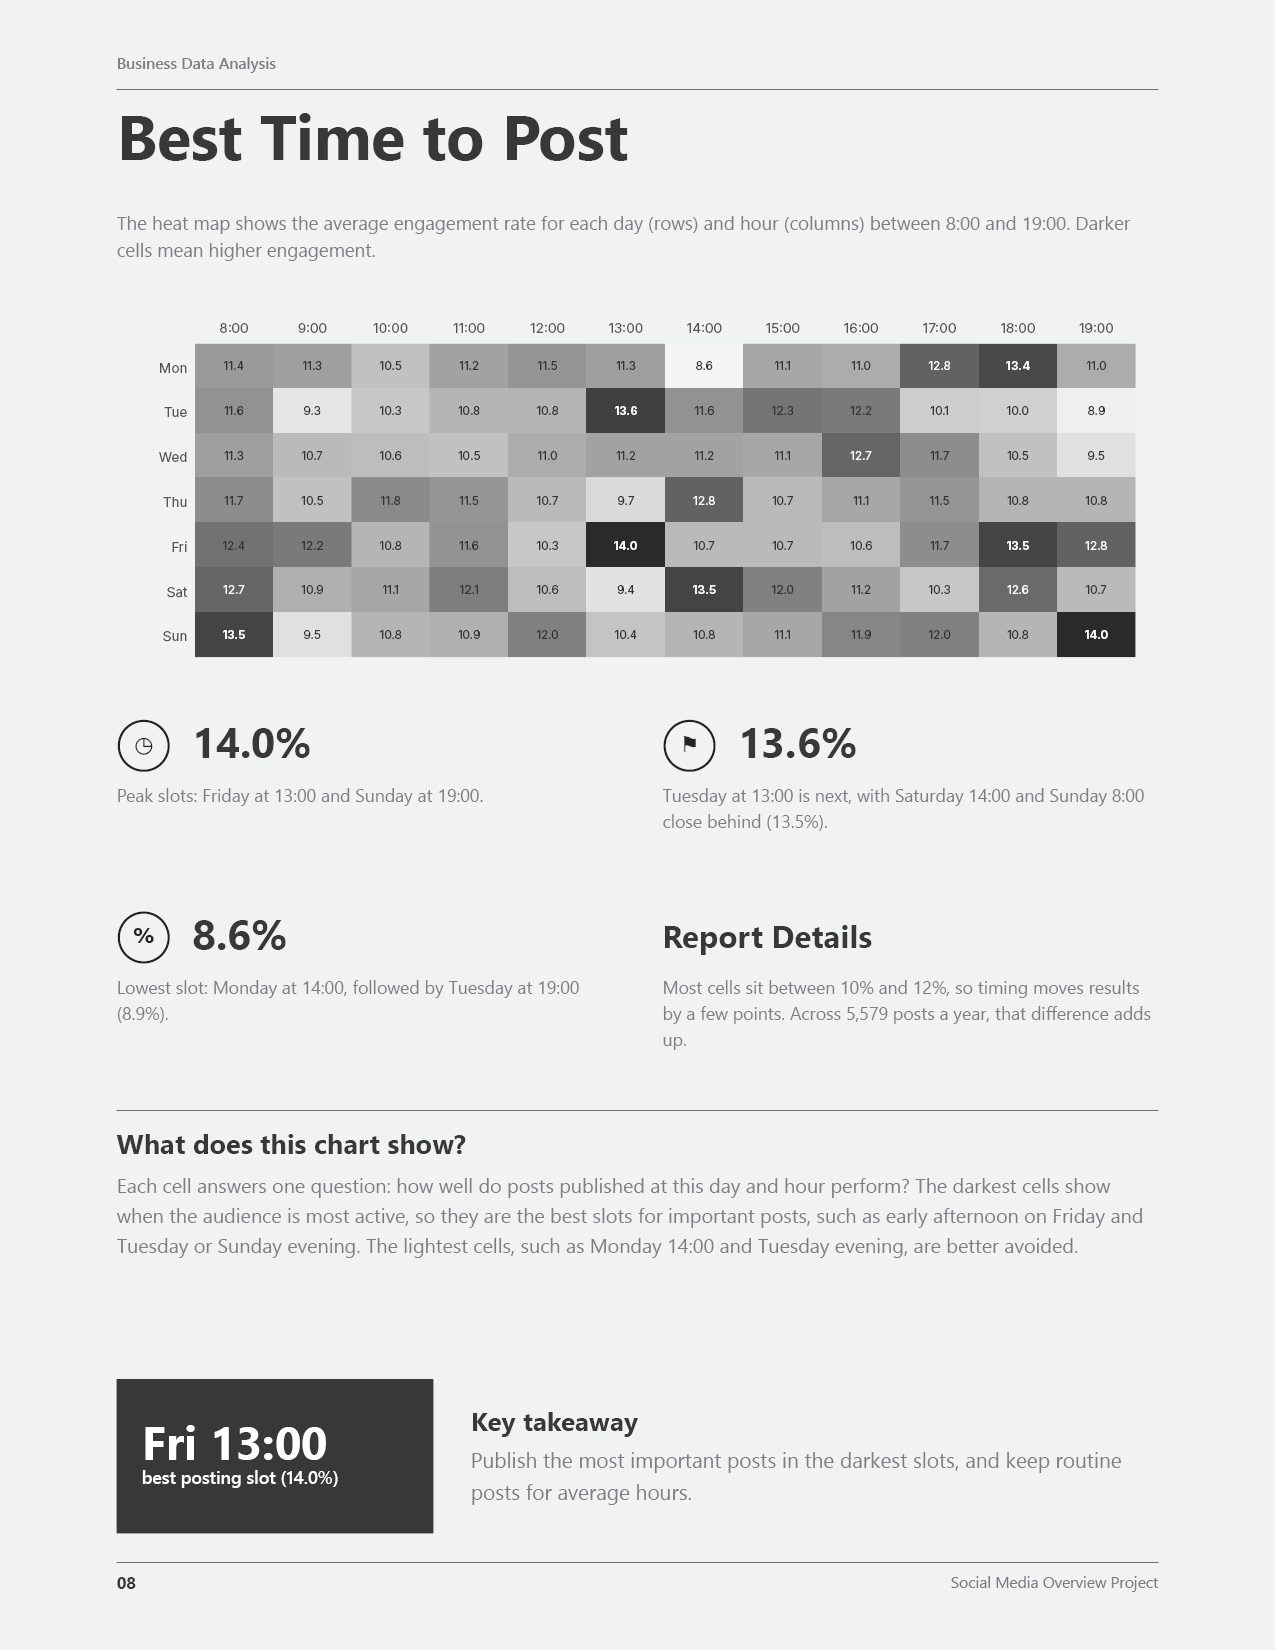 Business Data Analysis
Best Time to Post
The heat map shows the average engagement rate for each day (rows) and hour (columns) between 8:00 and 19:00. Darker
cells mean higher engagement.
8:00 9:00 10:00 11:00 12:00 13:00 14:00 15:00 16:00 17:00 18:00 19:00
Mon 11.4 11.3 10.5 11.2 11.5 11.3 8.6 11.1 11.0 12.8 13.4 11.0
Tue 11.6 9.3 10.3 10.8 10.8 13.6 11.6 12.3 12.2 10.1 10.0 8.9
Wed 11.3 10.7 10.6 10.5 11.0 11.2 11.2 11.1 12.7 11.7 10.5 9.5
Thu 11.7 10.5 11.8 11.5 10.7 9.7 12.8 10.7 11.1 11.5 10.8 10.8
Fri 12.4 12.2 10.8 11.6 10.3 14.0 10.7 10.7 10.6 11.7 13.5 12.8
Sat 12.7 10.9 11.1 12.1 10.6 9.4 13.5 12.0 11.2 10.3 12.6 10.7
Sun 13.5 9.5 10.8 10.9 12.0 10.4 10.8 11.1 11.9 12.0 10.8 14.0
14.0%
Peak slots: Friday at 13:00 and Sunday at 19:00.
13.6%
Tuesday at 13:00 is next, with Saturday 14:00 and Sunday 8:00
close behind (13.5%).
%
8.6%
Lowest slot: Monday at 14:00, followed by Tuesday at 19:00
(8.9%).
Report Details
Most cells sit between 10% and 12%, so timing moves results
by a few points. Across 5,579 posts a year, that difference adds
up.
What does this chart show?
Each cell answers one question: how well do posts published at this day and hour perform? The darkest cells show
when the audience is most active, so they are the best slots for important posts, such as early afternoon on Friday and
Tuesday or Sunday evening. The lightest cells, such as Monday 14:00 and Tuesday evening, are better avoided.
Fri 13:00
best posting slot (14.0%)
Key takeaway
Publish the most important posts in the darkest slots, and keep routine
posts for average hours.
08
Social Media Overview Project